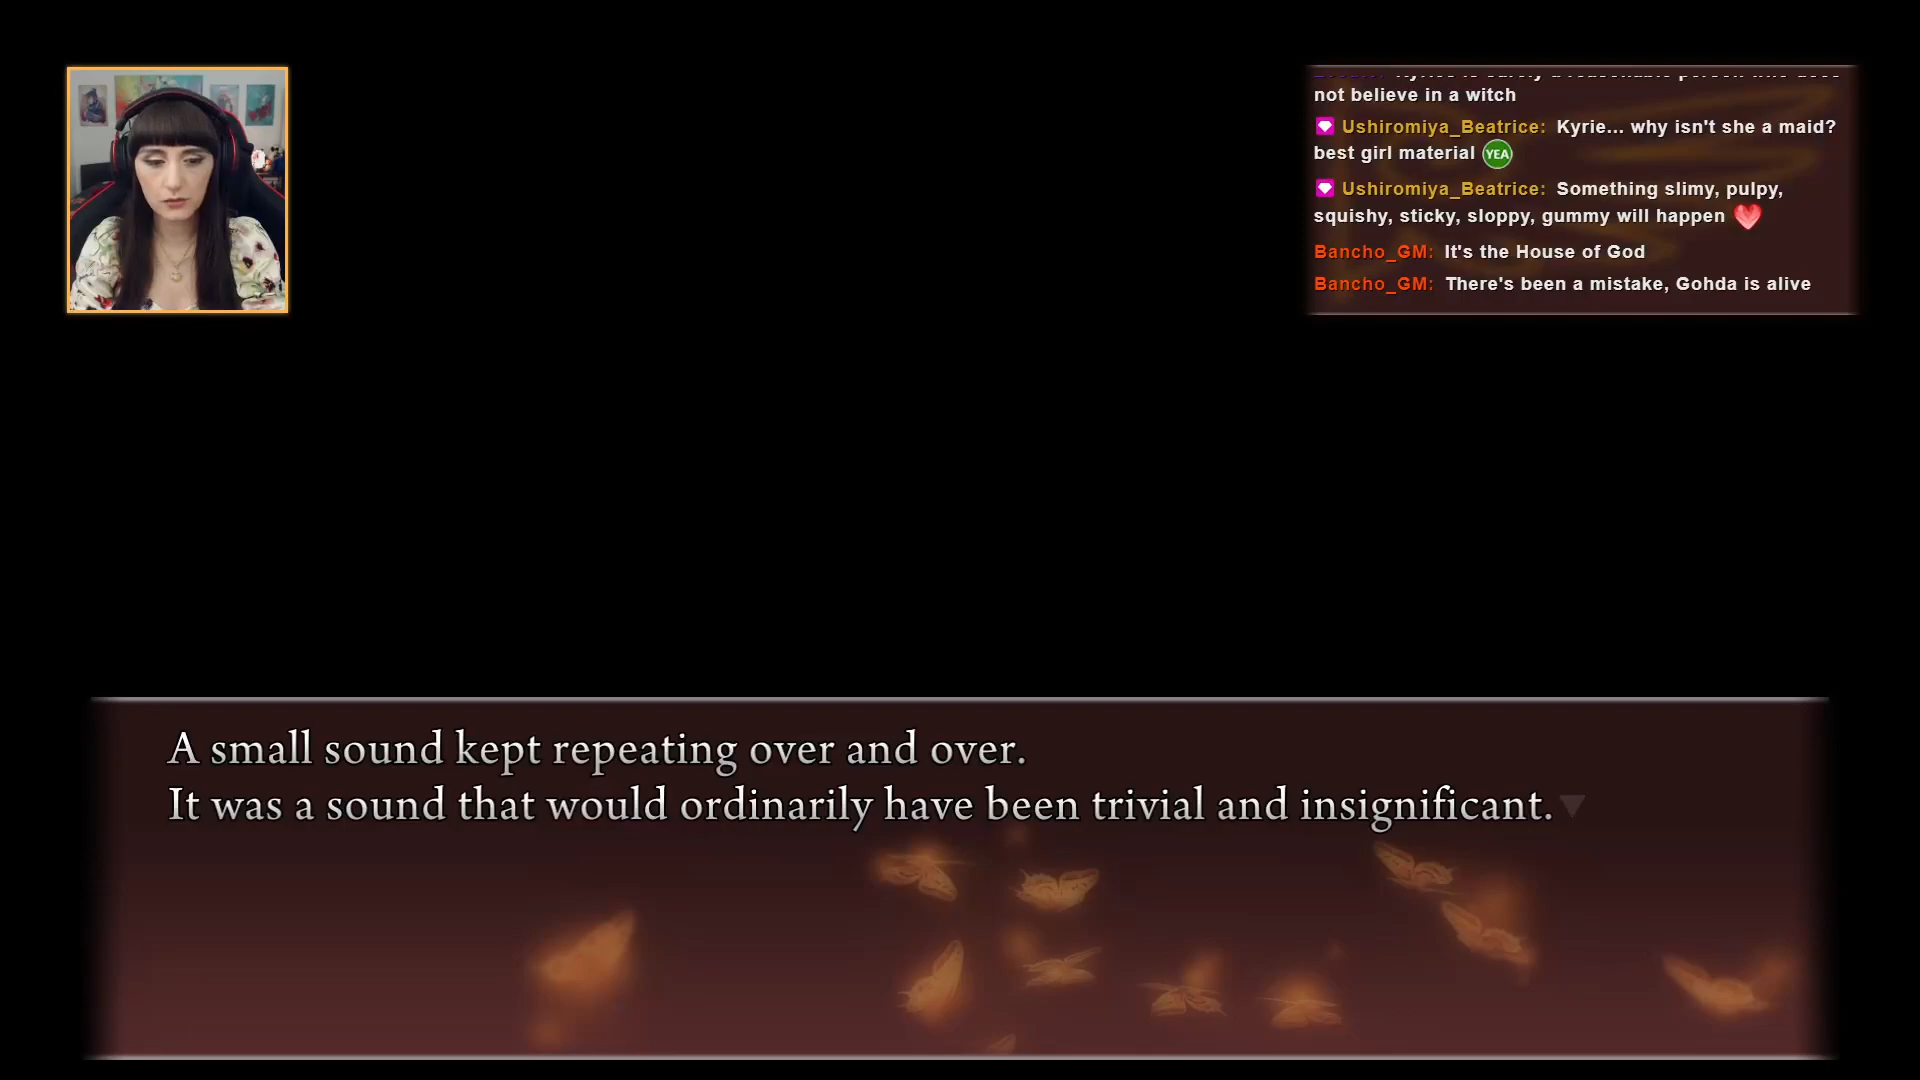 not believe in a witch
Ushiromiya_Beatrice: Kyrie... why isn't she a maid?
best girl material YEA
Ushiromiya_Beatrice: Something slimy, pulpy,
squishy, sticky, sloppy, gummy will happen
Bancho_GM: It's the House of God
Bancho_GM: There's been a mistake, Gohda is alive
A small sound kept repeating over and over.
It was a sound that would ordinarily have been trivial and insignificant.